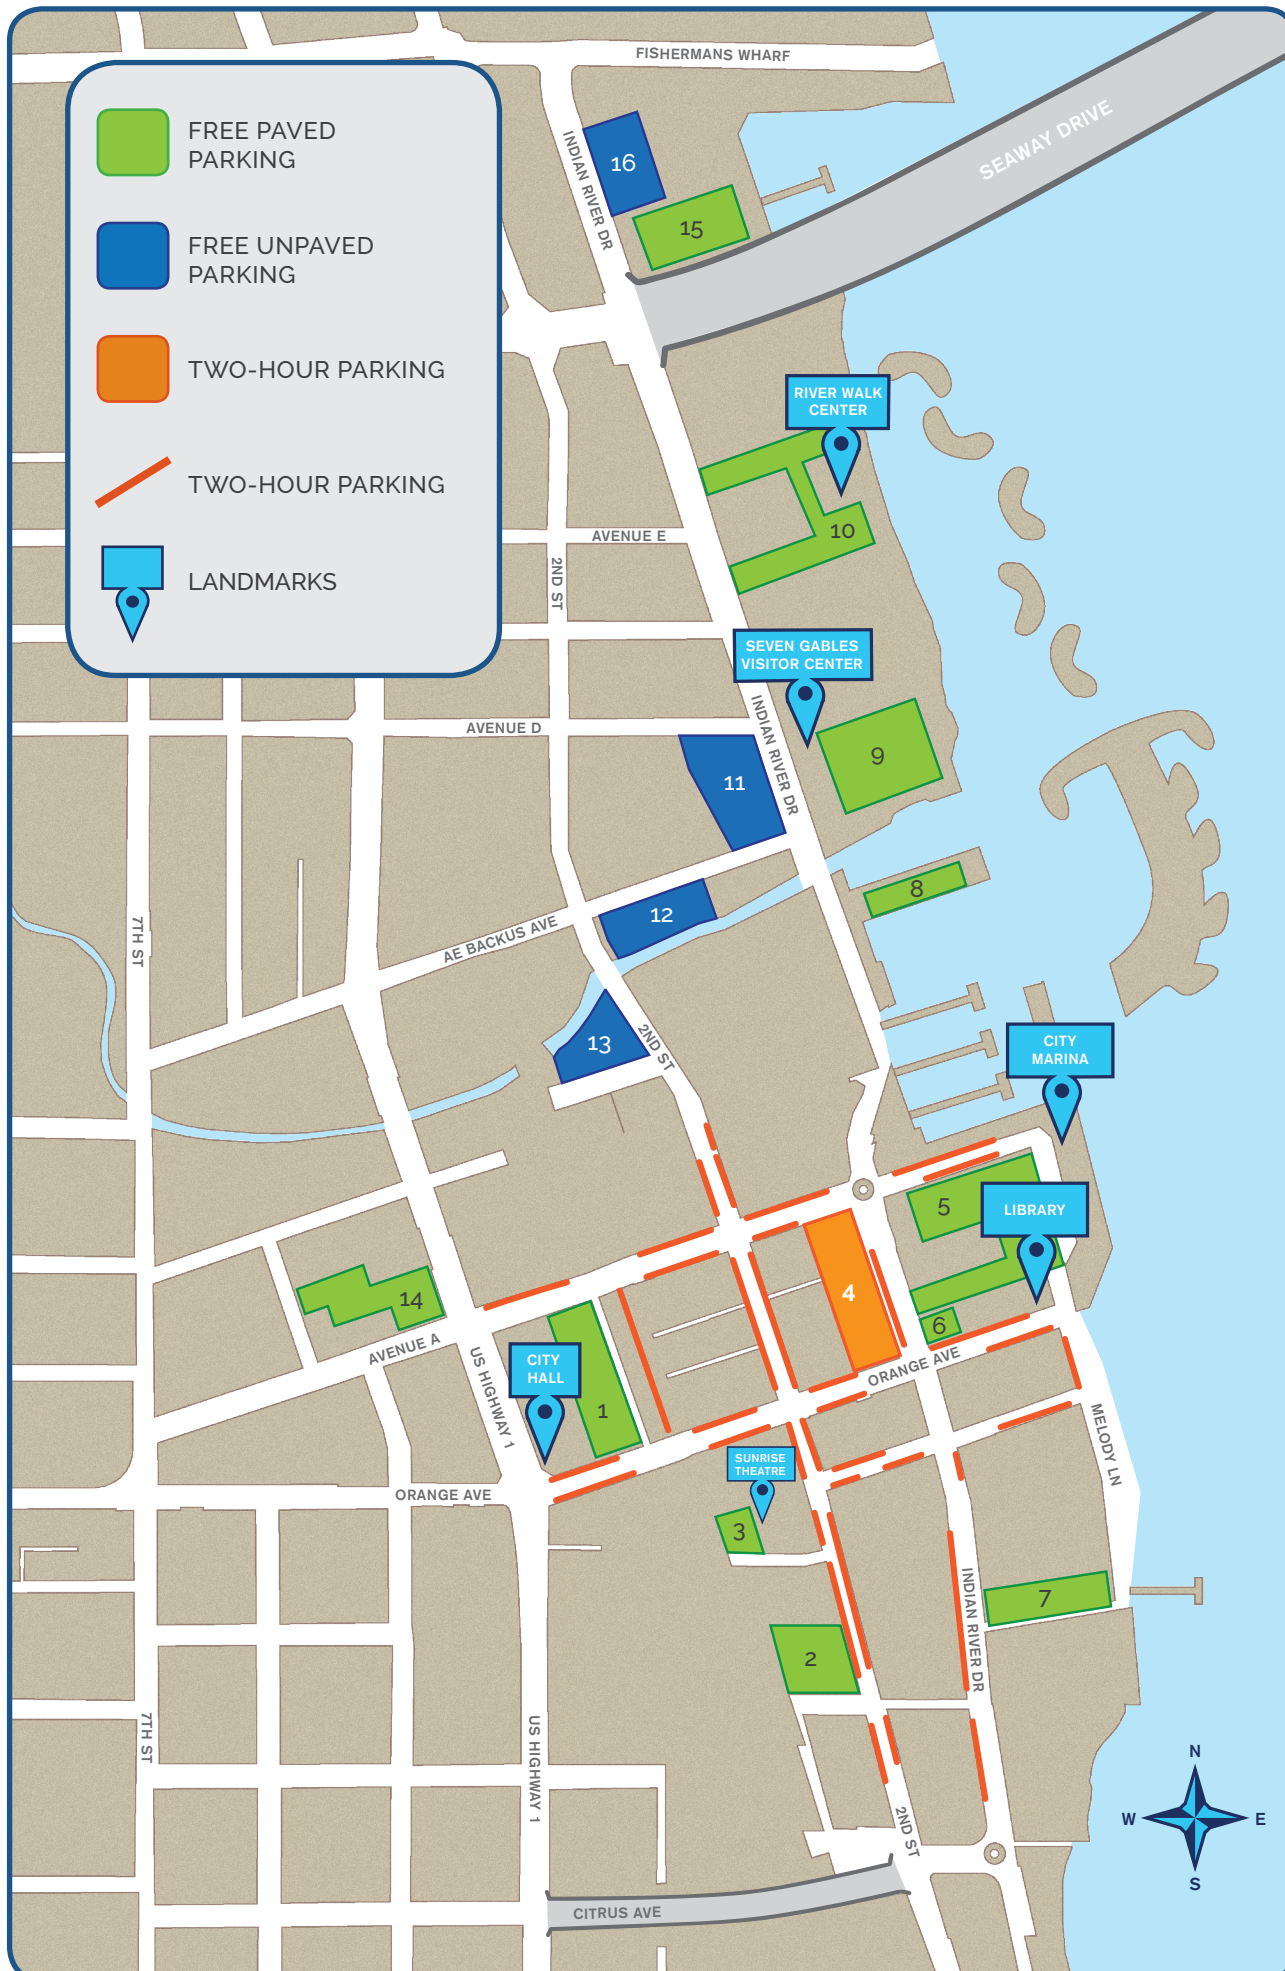 FISHERMANS WHARF
SEAWAY DRIVE
INDIAN RIVER DR
16
15
FREE PAVED
PARKING
FREE UNPAVED
PARKING
TWO-HOUR PARKING
TWO-HOUR PARKING
LANDMARKS
RIVER WALK
CENTER
10
AVENUE E
2ND ST
SEVEN GABLES
VISITOR CENTER
AVENUE D
INDIAN RIVER DR
9
11
8
12
AE BACKUS AVE
7TH ST
13
2ND ST
CITY
MARINA
5
LIBRARY
14
4
6
AVENUE A
US HIGHWAY 1
CITY
HALL
1
ORANGE AVE
MELODY LN
SUNRISE
THEATRE
ORANGE AVE
3
INDIAN RIVER DR
7
2
7TH ST
US HIGHWAY 1
2ND ST
N
W
E
S
CITRUS AVE